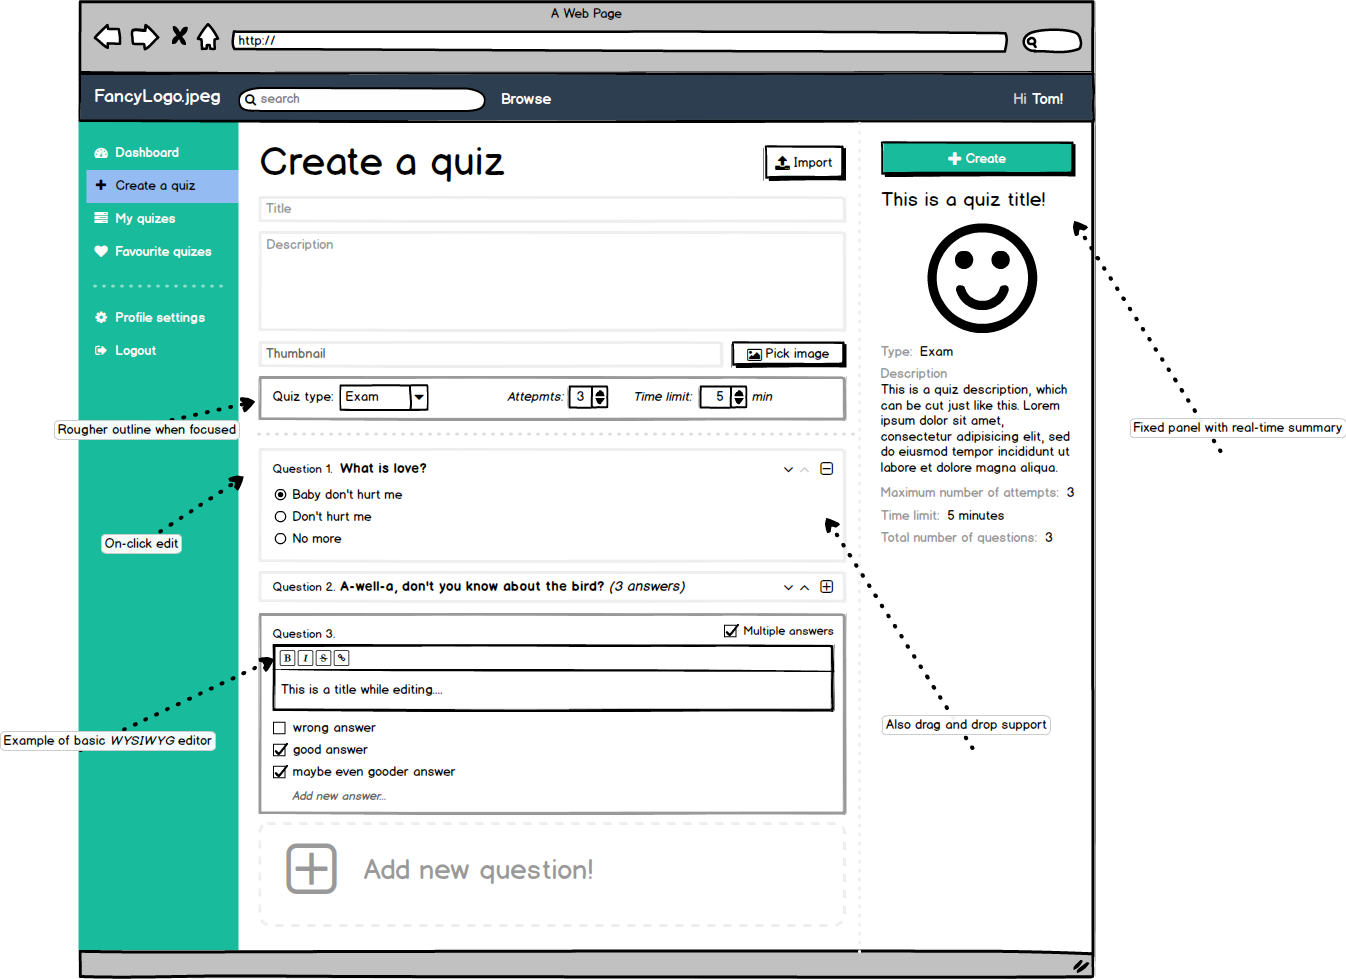 A Web Page
http://
FancyLogo.jpeg
search
Browse
Hi Tom!
Dashboard
Create a quiz
My quizes
Favourite quizes
Profile settings
Logout
Create a quiz
Import
Title
Description
Thumbnail
Pick image
Quiz type: Exam
Attepmts: 3
Time limit: 5 min
Rougher outline when focused
Question 1. What is love?
Baby don't hurt me
Don't hurt me
No more
On-click edit
Question 2. A-well-a, don't you know about the bird? (3 answers)
Question 3.
Multiple answers
B I S
This is a title while editing....
wrong answer
good answer
maybe even gooder answer
Add new answer...
Example of basic WYSIWYG editor
Add new question!
Create
This is a quiz title!
Type: Exam
Description
This is a quiz description, which
can be cut just like this. Lorem
ipsum dolor sit amet,
consectetur adipisicing elit, sed
do eiusmod tempor incididunt ut
labore et dolore magna aliqua.
Maximum number of attempts: 3
Time limit: 5 minutes
Total number of questions: 3
Fixed panel with real-time summary
Also drag and drop support